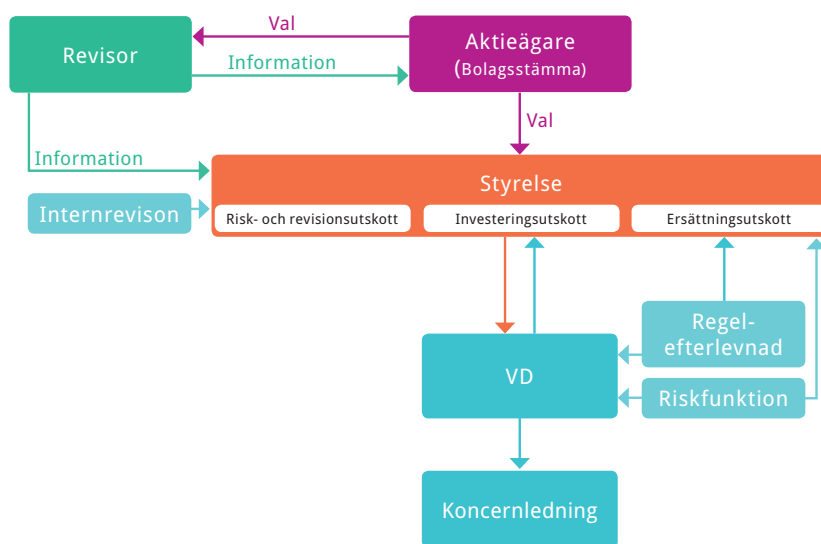 Val
Revisor
Aktieägare
(Bolagsstämma)
Information
Val
Information
Styrelse
Internrevison
Risk- och revisionsutskott
Investeringsutskott
Ersättningsutskott
Regel-
efterlevnad
VD
Riskfunktion
Koncernledning